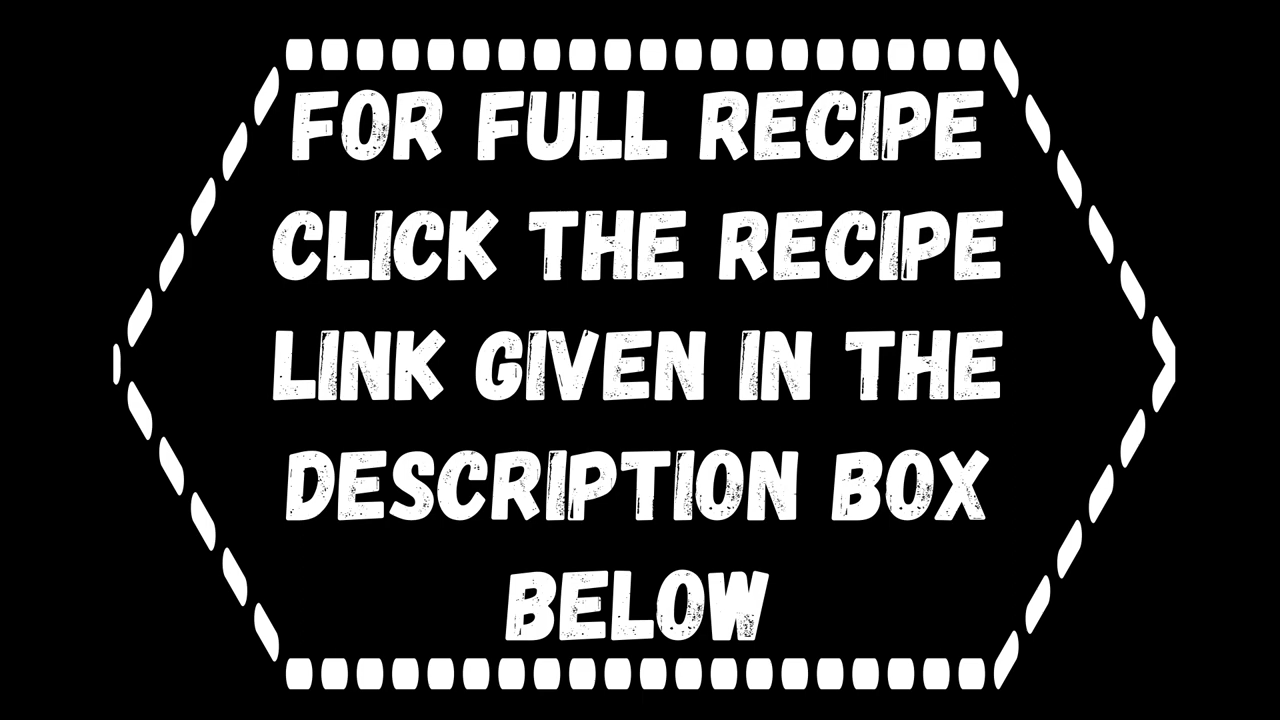 FOR FULL RECIPE
CLICK THE RECIPE
LINK GIVEN IN THE
DESCRIPTION BOX
BELOW